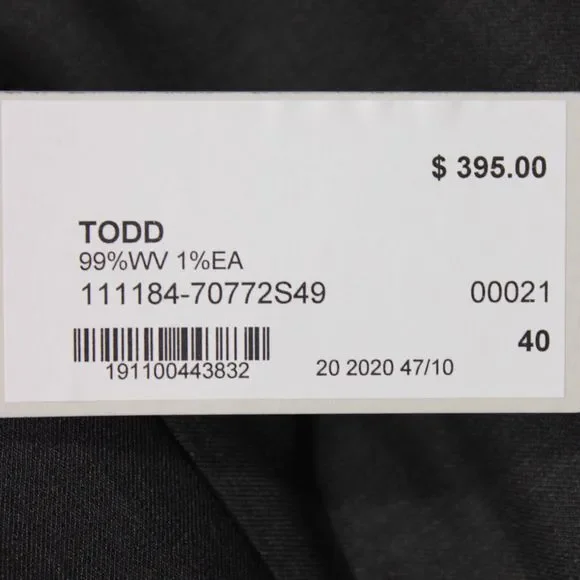 $ 395.00
TODD
99%WV 1%EA
111184-70772S49 00021
40
191100443832 20 2020 47/10